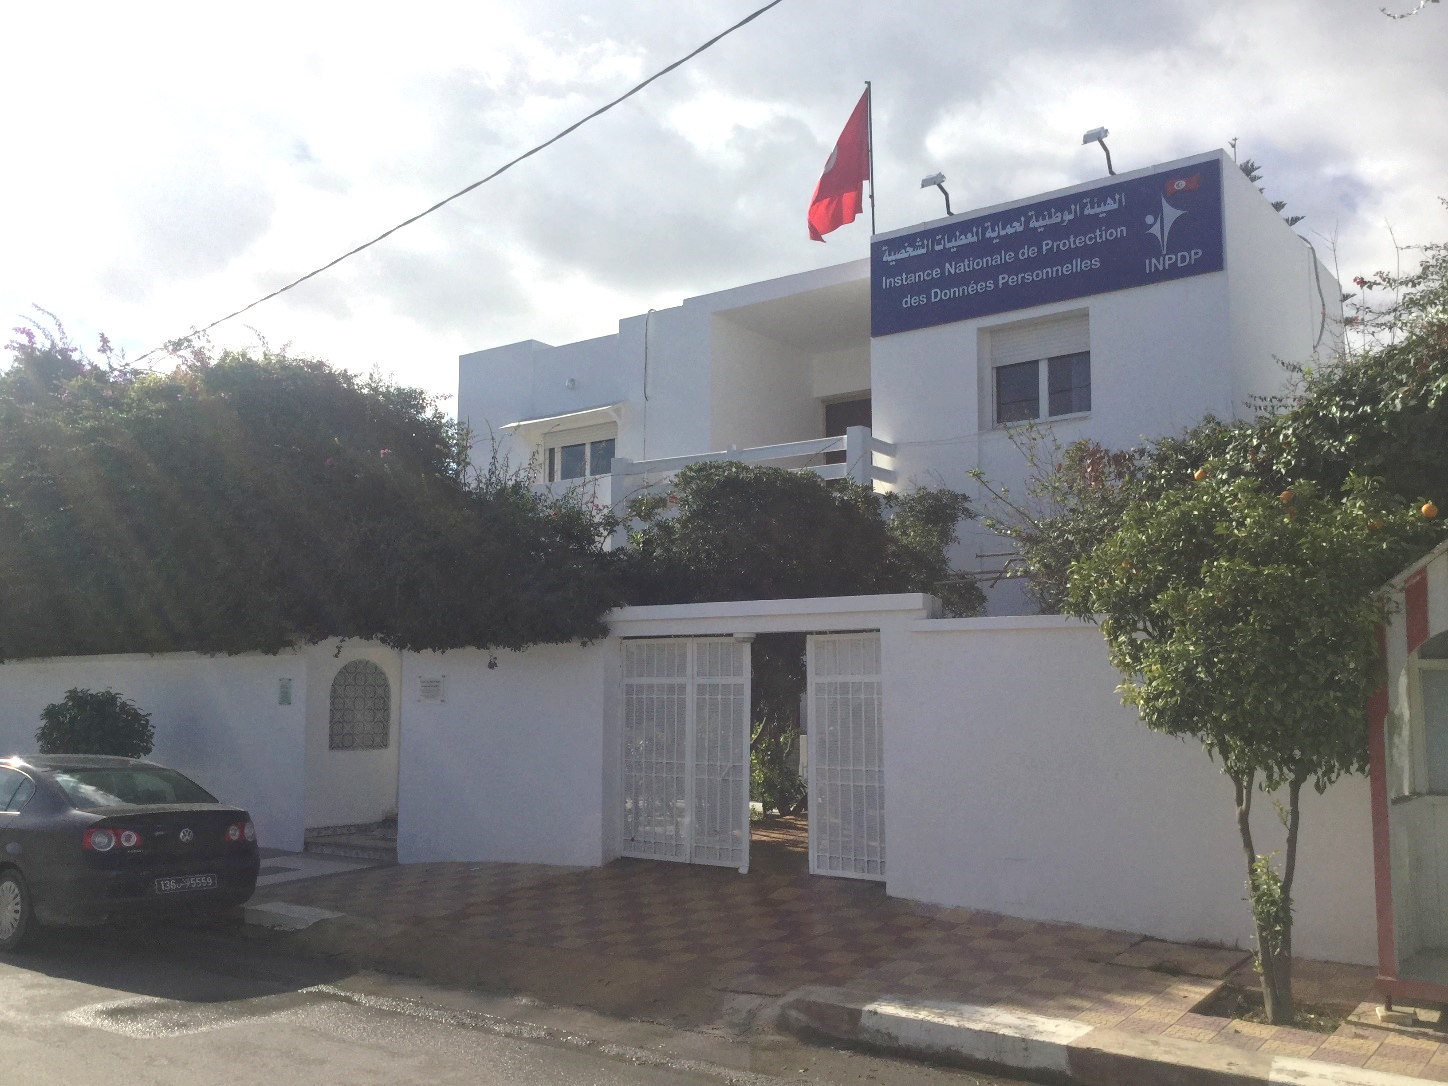 الهيئة الوطنية لحماية المعطيات الشخصية
Instance Nationale de Protection
des Données Personnelles
INPDP